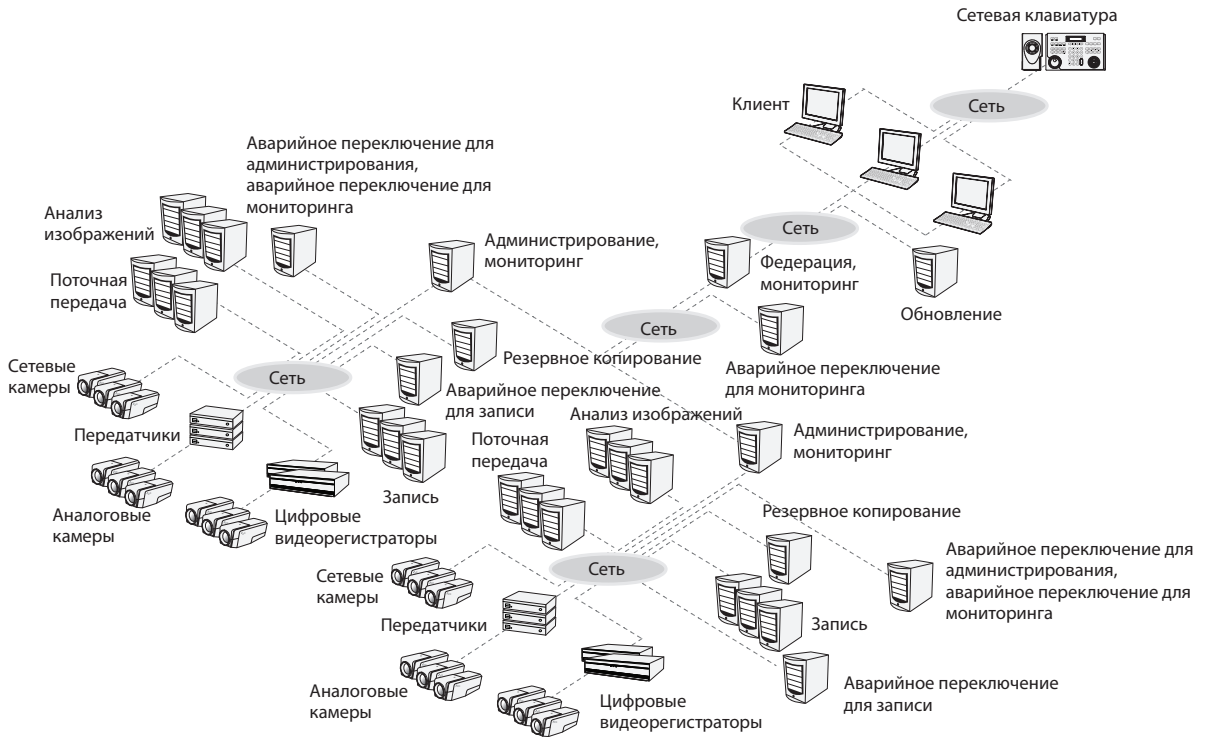 Сетевая клавиатура
Клиент
Сеть
Аварийное переключение для
администрирования,
аварийное переключение для
мониторинга
Анализ
изображений
Сеть
Администрирование,
мониторинг
Федерация,
мониторинг
Поточная
передача
Обновление
Сеть
Резервное копирование
Сетевые
камеры
Сеть
Аварийное переключение
для мониторинга
Аварийное переключение
для записи
Анализ изображений
Передатчики
Поточная
передача
Администрирование,
мониторинг
Запись
Аналоговые
камеры
Цифровые
видеорегистраторы
Резервное копирование
Аварийное переключение для
администрирования,
аварийное переключение для
мониторинга
Сеть
Сетевые
камеры
Передатчики
Запись
Аналоговые
камеры
Цифровые
видеорегистраторы
Аварийное переключение
для записи